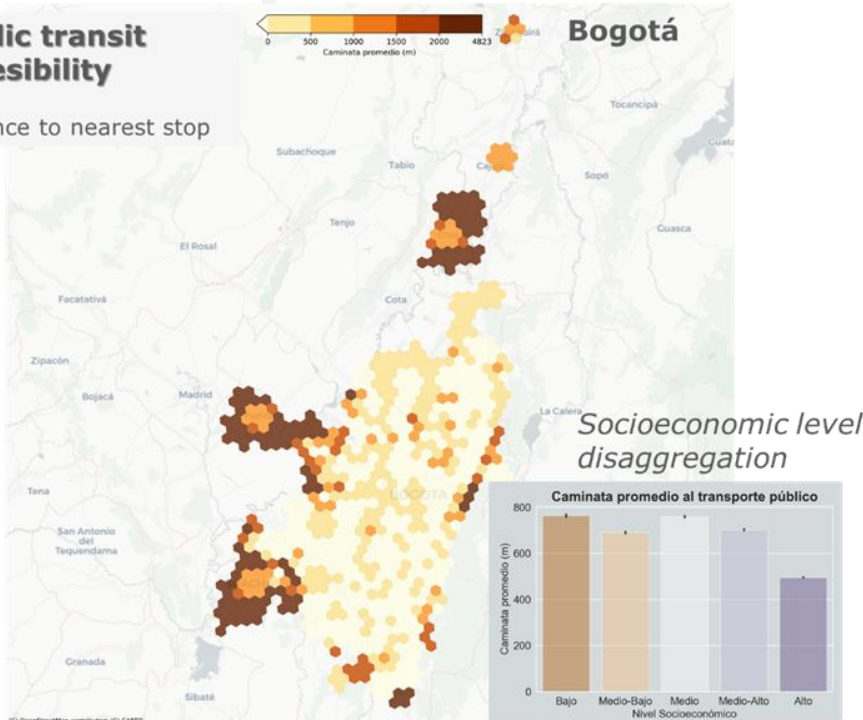 lic transit
esibility
nce to nearest stop
Bogotá
0 500 1000 1500 2000 4823
Caminata promedio (m)
Tocancipá
Subachoque
Tabio
Sopó
Tenjo
Guasca
El Rosal
Facatativá
Cota
Zipacón
Bojacá
Madrid
La Calera
Socioeconomic level
disaggregation
BOGOTÁ
Tena
San Antonio
del
Tequendama
Granada
Sibaté
Caminata promedio al transporte público
Caminata promedio (m)
800
600
400
200
0
Bajo Medio-Bajo Medio Medio-Alto Alto
Nivel Socioeconómico